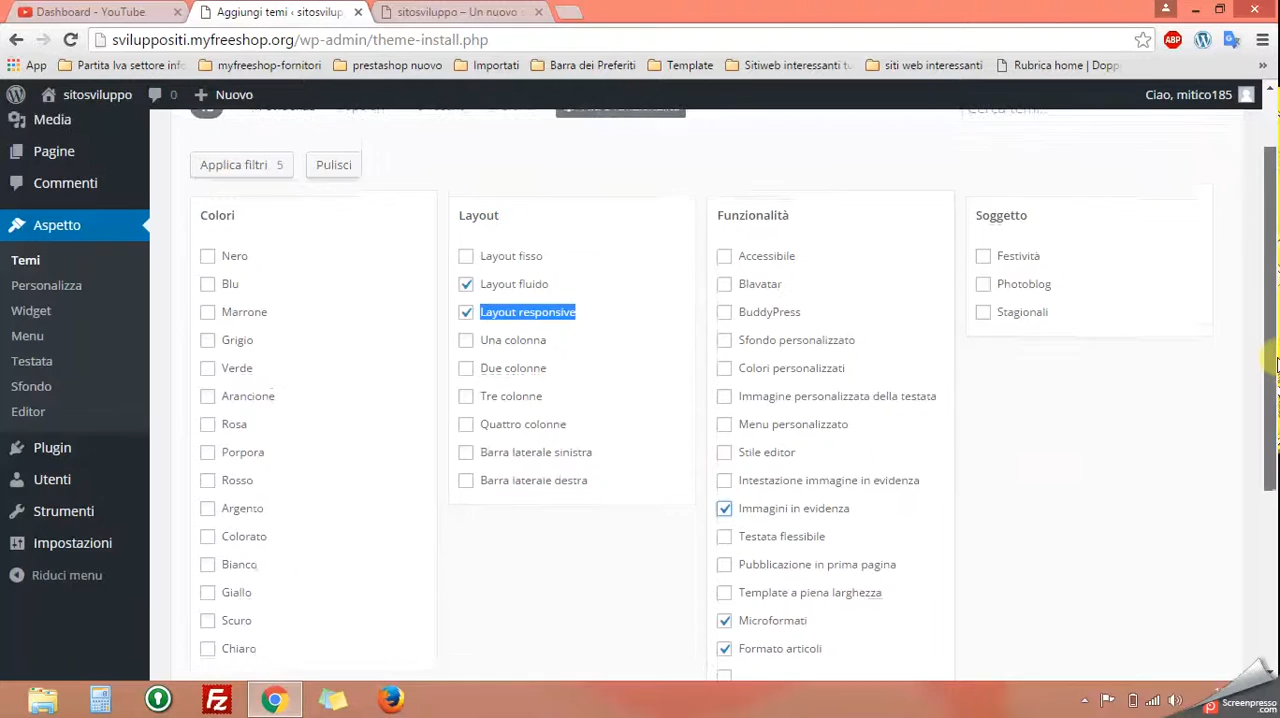 Dashboard - YouTube
Aggiungi temi ‹ sitosvilup
sitosviluppo – Un nuovo s
sviluppositi.myfreeshop.org/wp-admin/theme-install.php
ABP
App
Partita Iva settore info
myfreeshop-fornitori
prestashop nuovo
Importati
Barra dei Preferiti
Template
Sitiweb interessanti tu
siti web interessanti
Rubrica home | Dopp
sitosviluppo
0
Nuovo
Ciao, mitico185
Cerca temi...
Media
Pagine
Commenti
Aspetto
Temi
Personalizza
Widget
Menu
Testata
Sfondo
Editor
Plugin
Utenti
Strumenti
Impostazioni
Riduci menu
Applica filtri 5
Pulisci
Colori
Nero
Blu
Marrone
Grigio
Verde
Arancione
Rosa
Porpora
Rosso
Argento
Colorato
Bianco
Giallo
Scuro
Chiaro
Layout
Layout fisso
Layout fluido
Layout responsive
Una colonna
Due colonne
Tre colonne
Quattro colonne
Barra laterale sinistra
Barra laterale destra
Funzionalità
Accessibile
Blavatar
BuddyPress
Sfondo personalizzato
Colori personalizzati
Immagine personalizzata della testata
Menu personalizzato
Stile editor
Intestazione immagine in evidenza
Immagini in evidenza
Testata flessibile
Pubblicazione in prima pagina
Template a piena larghezza
Microformati
Formato articoli
Soggetto
Festività
Photoblog
Stagionali
Screenpresso
.com